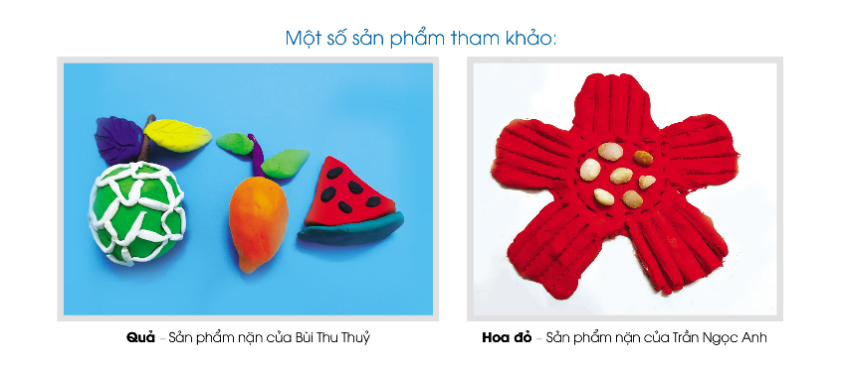 Một số sản phẩm tham khảo:
Quả – Sản phẩm nặn của Bùi Thu Thuỷ
Hoa đỏ – Sản phẩm nặn của Trần Ngọc Anh